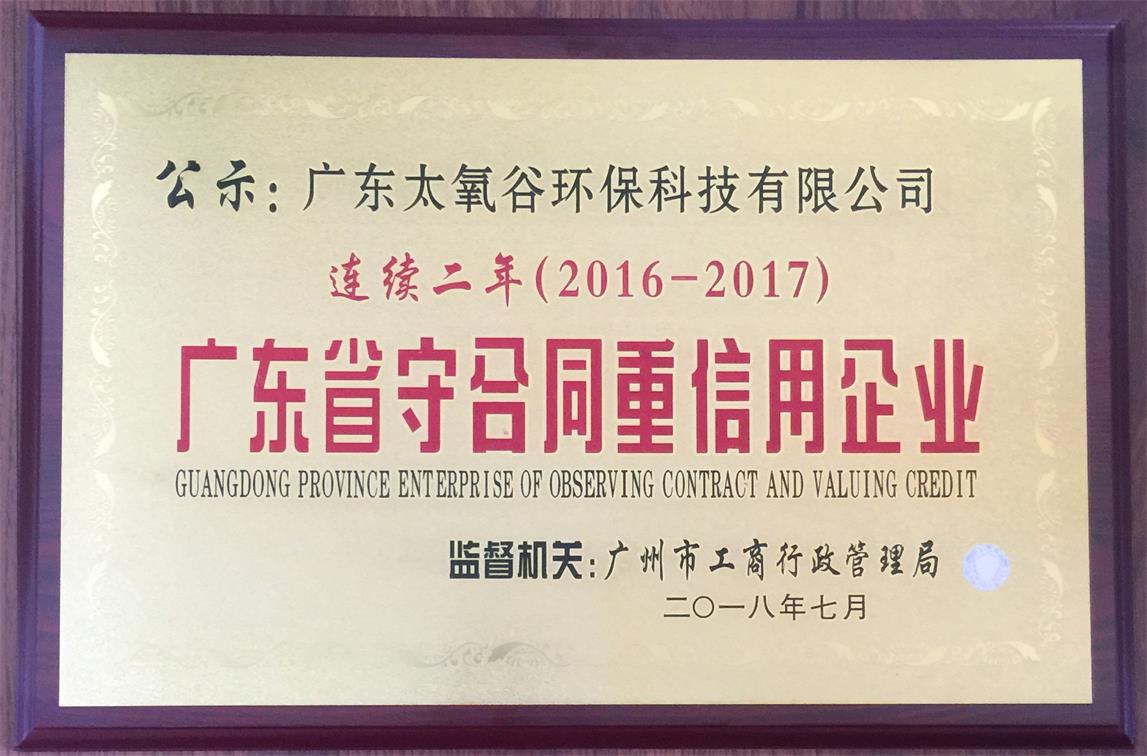 公示:广东太氧谷环保科技有限公司
连续二年(2016-2017)
广东省守合同重信用企业
GUANGDONG PROVINCE ENTERPRISE OF OBSERVING CONTRACT AND VALUING CREDIT
监督机关:广州市工商行政管理局
二〇一八年七月